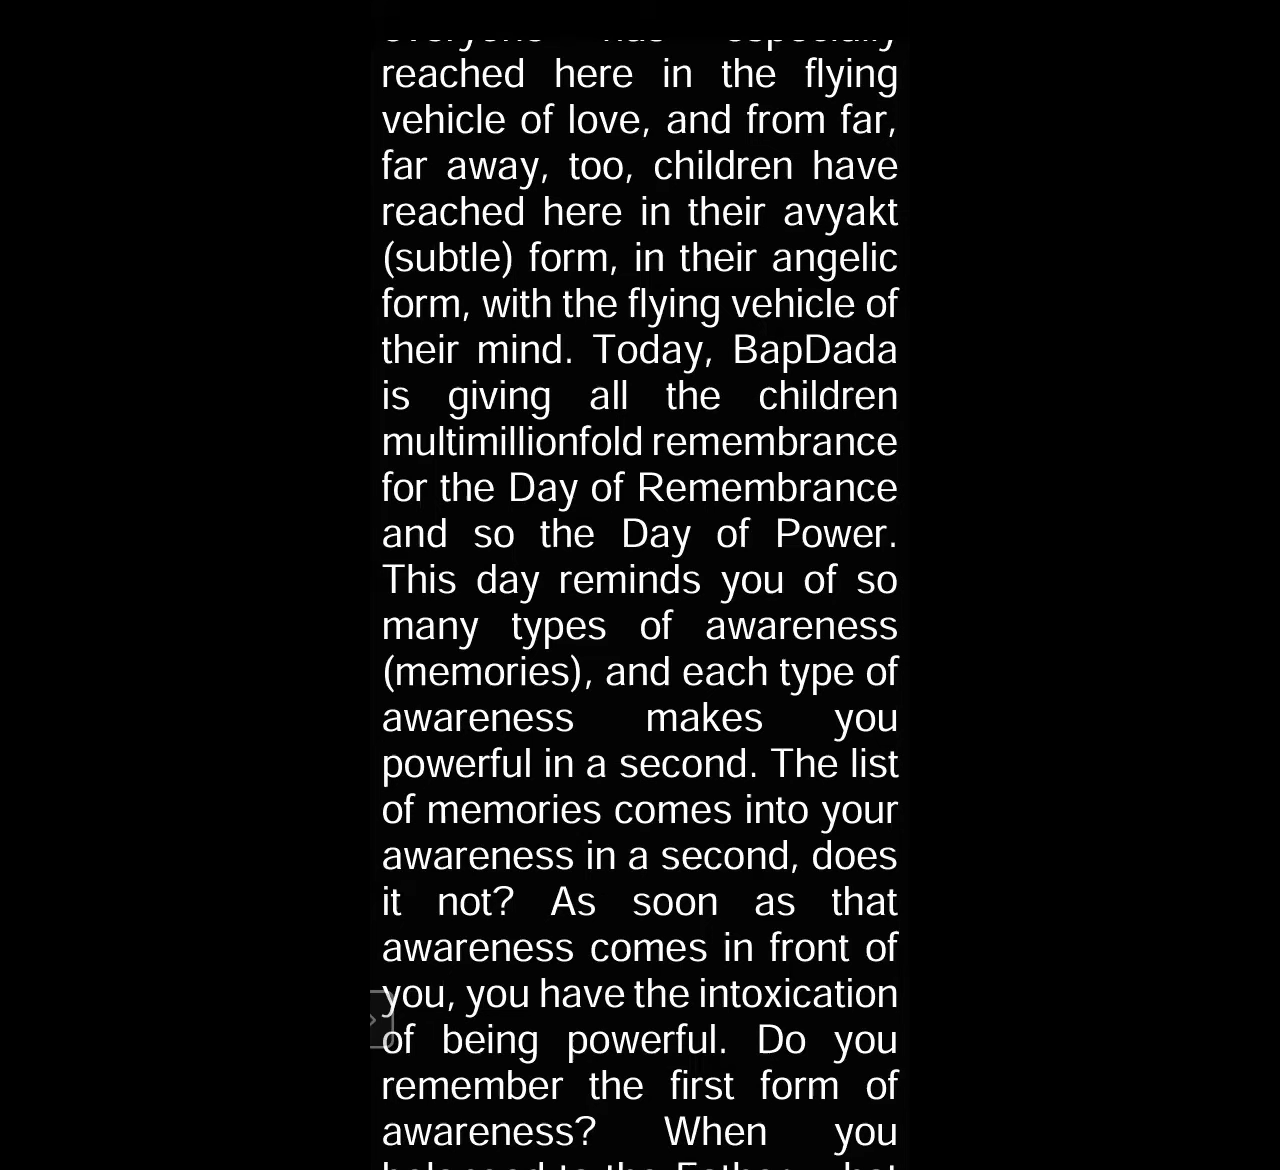 reached here in the flying
vehicle of love, and from far,
far away, too, children have
reached here in their avyakt
(subtle) form, in their angelic
form, with the flying vehicle of
their mind. Today, BapDada
is giving all the children
multimillionfold remembrance
for the Day of Remembrance
and so the Day of Power.
This day reminds you of so
many types of awareness
(memories), and each type of
awareness makes you
powerful in a second. The list
of memories comes into your
awareness in a second, does
it not? As soon as that
awareness comes in front of
you, you have the intoxication
of being powerful. Do you
remember the first form of
awareness? When you